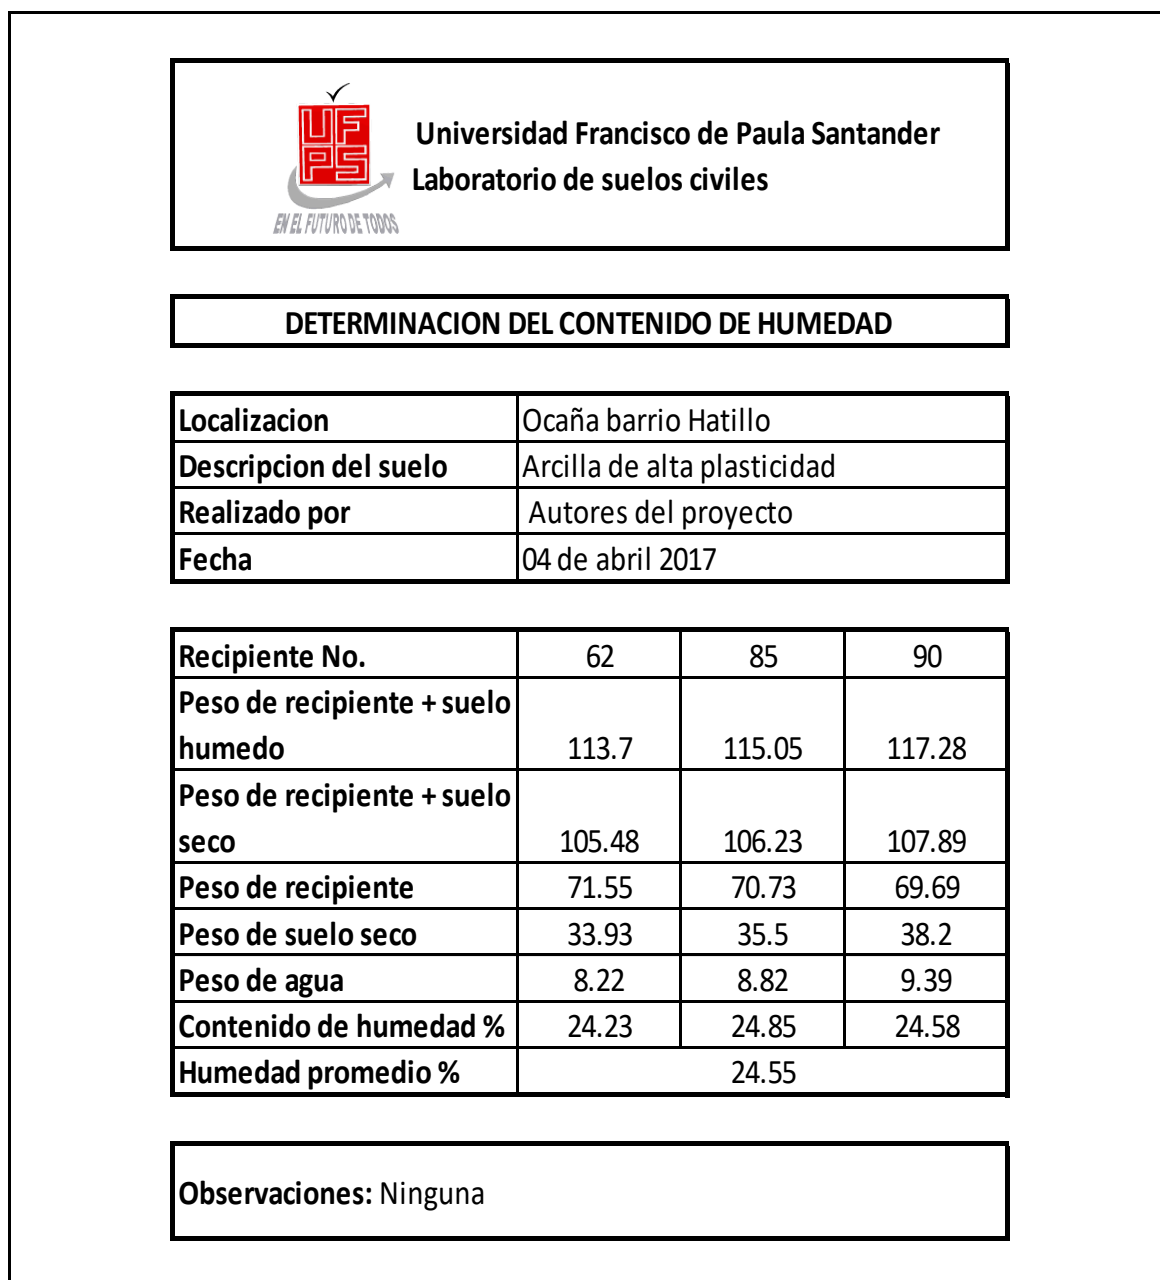 UF
PS
EN EL FUTURO DE TODOS
Universidad Francisco de Paula Santander
Laboratorio de suelos civiles
DETERMINACION DEL CONTENIDO DE HUMEDAD
Localizacion Ocaña barrio Hatillo
Descripcion del suelo Arcilla de alta plasticidad
Realizado por Autores del proyecto
Fecha 04 de abril 2017
Recipiente No. 62 85 90
Peso de recipiente + suelo
humedo 113.7 115.05 117.28
Peso de recipiente + suelo
seco 105.48 106.23 107.89
Peso de recipiente 71.55 70.73 69.69
Peso de suelo seco 33.93 35.5 38.2
Peso de agua 8.22 8.82 9.39
Contenido de humedad % 24.23 24.85 24.58
Humedad promedio % 24.55
Observaciones: Ninguna